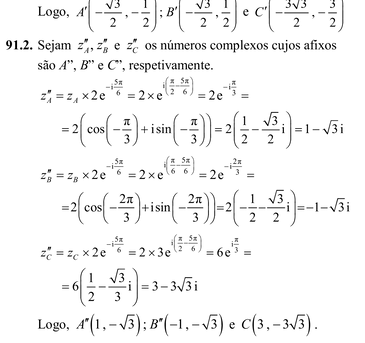 Logo, A'(-√3/2, -1/2); B'(-√3/2, 1/2) e C'(-3√3/2, -3/2)
91.2. Sejam z''_A, z''_B e z''_C os números complexos cujos afixos
são A”, B” e C”, respetivamente.
z''_A = z_A × 2e^(-i5π/6) = 2 × e^(i(π/2 - 5π/6)) = 2e^(-iπ/3) =
= 2(cos(-π/3) + i sin(-π/3)) = 2(1/2 - √3/2 i) = 1 - √3 i
z''_B = z_B × 2e^(-i5π/6) = 2 × e^(i(π/6 - 5π/6)) = 2e^(-i2π/3) =
= 2(cos(-2π/3) + i sin(-2π/3)) = 2(-1/2 - √3/2 i) = -1 - √3 i
z''_C = z_C × 2e^(-i5π/6) = 2 × 3e^(i(π/2 - 5π/6)) = 6e^(iπ/3) =
= 6(1/2 - √3/3 i) = 3 - 3√3 i
Logo, A''(1, -√3); B''(-1, -√3) e C(3, -3√3).